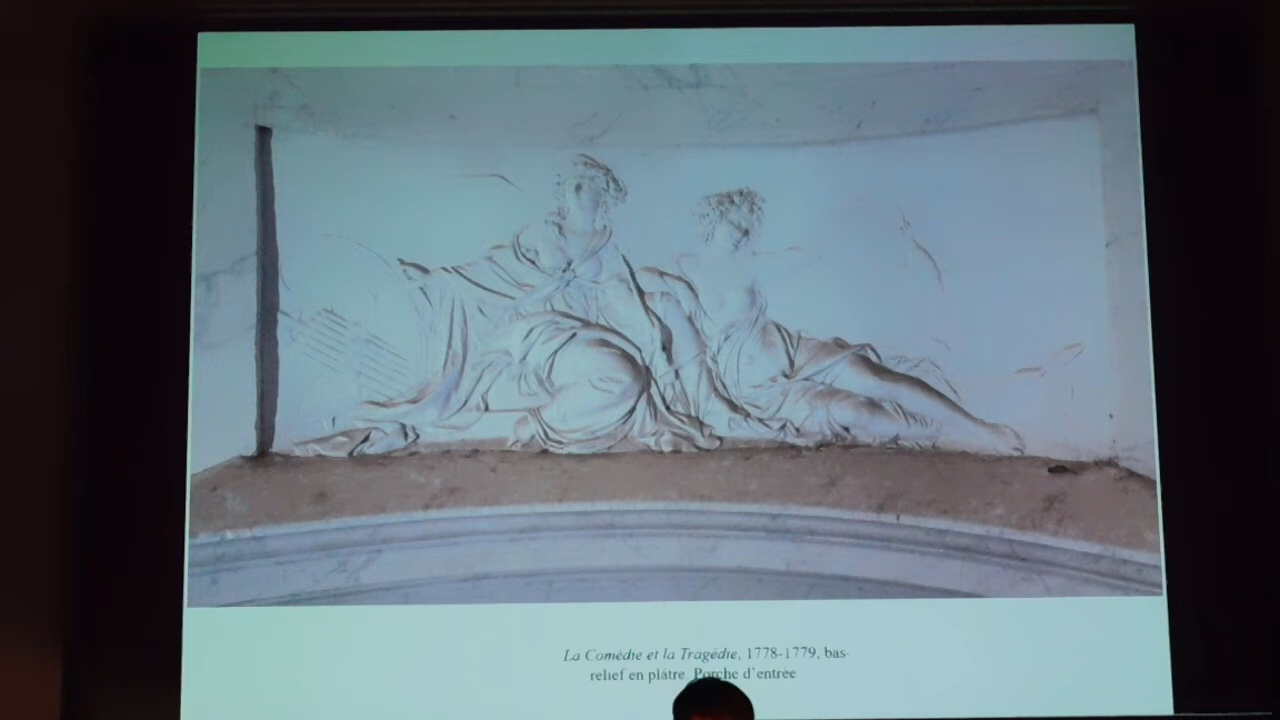 La Comédie et la Tragédie, 1778-1779, bas-
relief en plâtre. Porche d'entrée